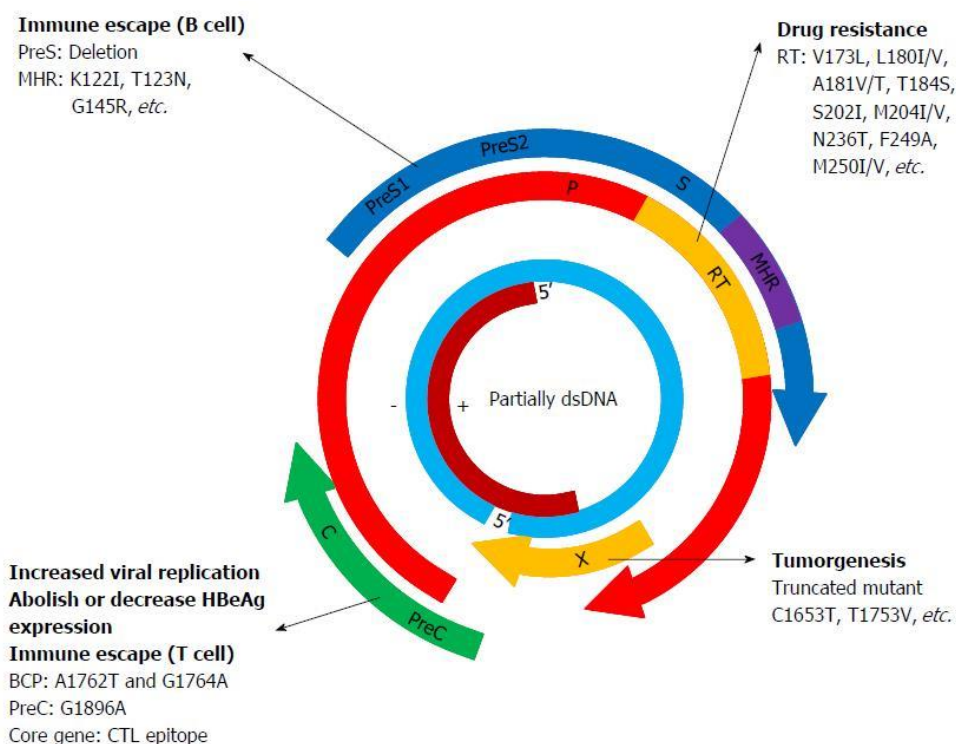 Immune escape (B cell)
PreS: Deletion
MHR: K122I, T123N,
G145R, etc.
Drug resistance
RT: V173L, L180I/V,
A181V/T, T184S,
S202I, M204I/V,
N236T, F249A,
M250I/V, etc.
PreS1
PreS2
S
MHR
P
RT
5'
-
+
Partially dsDNA
5'
X
C
PreC
Tumorgenesis
Truncated mutant
C1653T, T1753V, etc.
Increased viral replication
Abolish or decrease HBeAg
expression
Immune escape (T cell)
BCP: A1762T and G1764A
PreC: G1896A
Core gene: CTL epitope